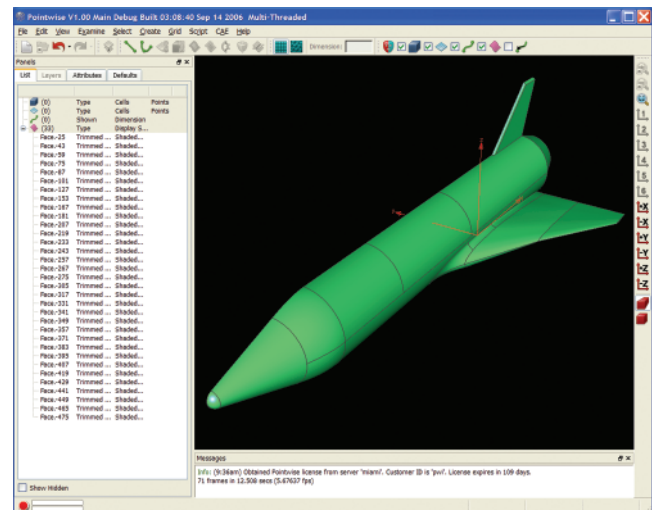 Pointwise V1.00 Main Debug Built 03:08:40 Sep 14 2006 Multi-Threaded
File Edit View Examine Select Create Grid Script CAE Help
Dimension:
Panels
List Layers Attributes Defaults
(0) Type Cells Points
(0) Type Cells Points
(0) Shown Dimension
(33) Type Display S...
Face-25 Trimmed ... Shaded...
Face-43 Trimmed ... Shaded...
Face-59 Trimmed ... Shaded...
Face-75 Trimmed ... Shaded...
Face-87 Trimmed ... Shaded...
Face-101 Trimmed ... Shaded...
Face-127 Trimmed ... Shaded...
Face-153 Trimmed ... Shaded...
Face-167 Trimmed ... Shaded...
Face-181 Trimmed ... Shaded...
Face-207 Trimmed ... Shaded...
Face-219 Trimmed ... Shaded...
Face-233 Trimmed ... Shaded...
Face-243 Trimmed ... Shaded...
Face-257 Trimmed ... Shaded...
Face-267 Trimmed ... Shaded...
Face-275 Trimmed ... Shaded...
Face-305 Trimmed ... Shaded...
Face-317 Trimmed ... Shaded...
Face-331 Trimmed ... Shaded...
Face-341 Trimmed ... Shaded...
Face-349 Trimmed ... Shaded...
Face-357 Trimmed ... Shaded...
Face-371 Trimmed ... Shaded...
Face-383 Trimmed ... Shaded...
Face-395 Trimmed ... Shaded...
Face-407 Trimmed ... Shaded...
Face-419 Trimmed ... Shaded...
Face-429 Trimmed ... Shaded...
Face-441 Trimmed ... Shaded...
Face-449 Trimmed ... Shaded...
Face-465 Trimmed ... Shaded...
Face-475 Trimmed ... Shaded...
Show Hidden
1
2
3
4
5
6
+X
-X
+Y
-Y
+Z
-Z
Messages
Info: (9:36am) Obtained Pointwise license from server 'miami'. Customer ID is 'pwi'. License expires in 109 days.
71 frames in 12.508 secs (5.67637 fps)